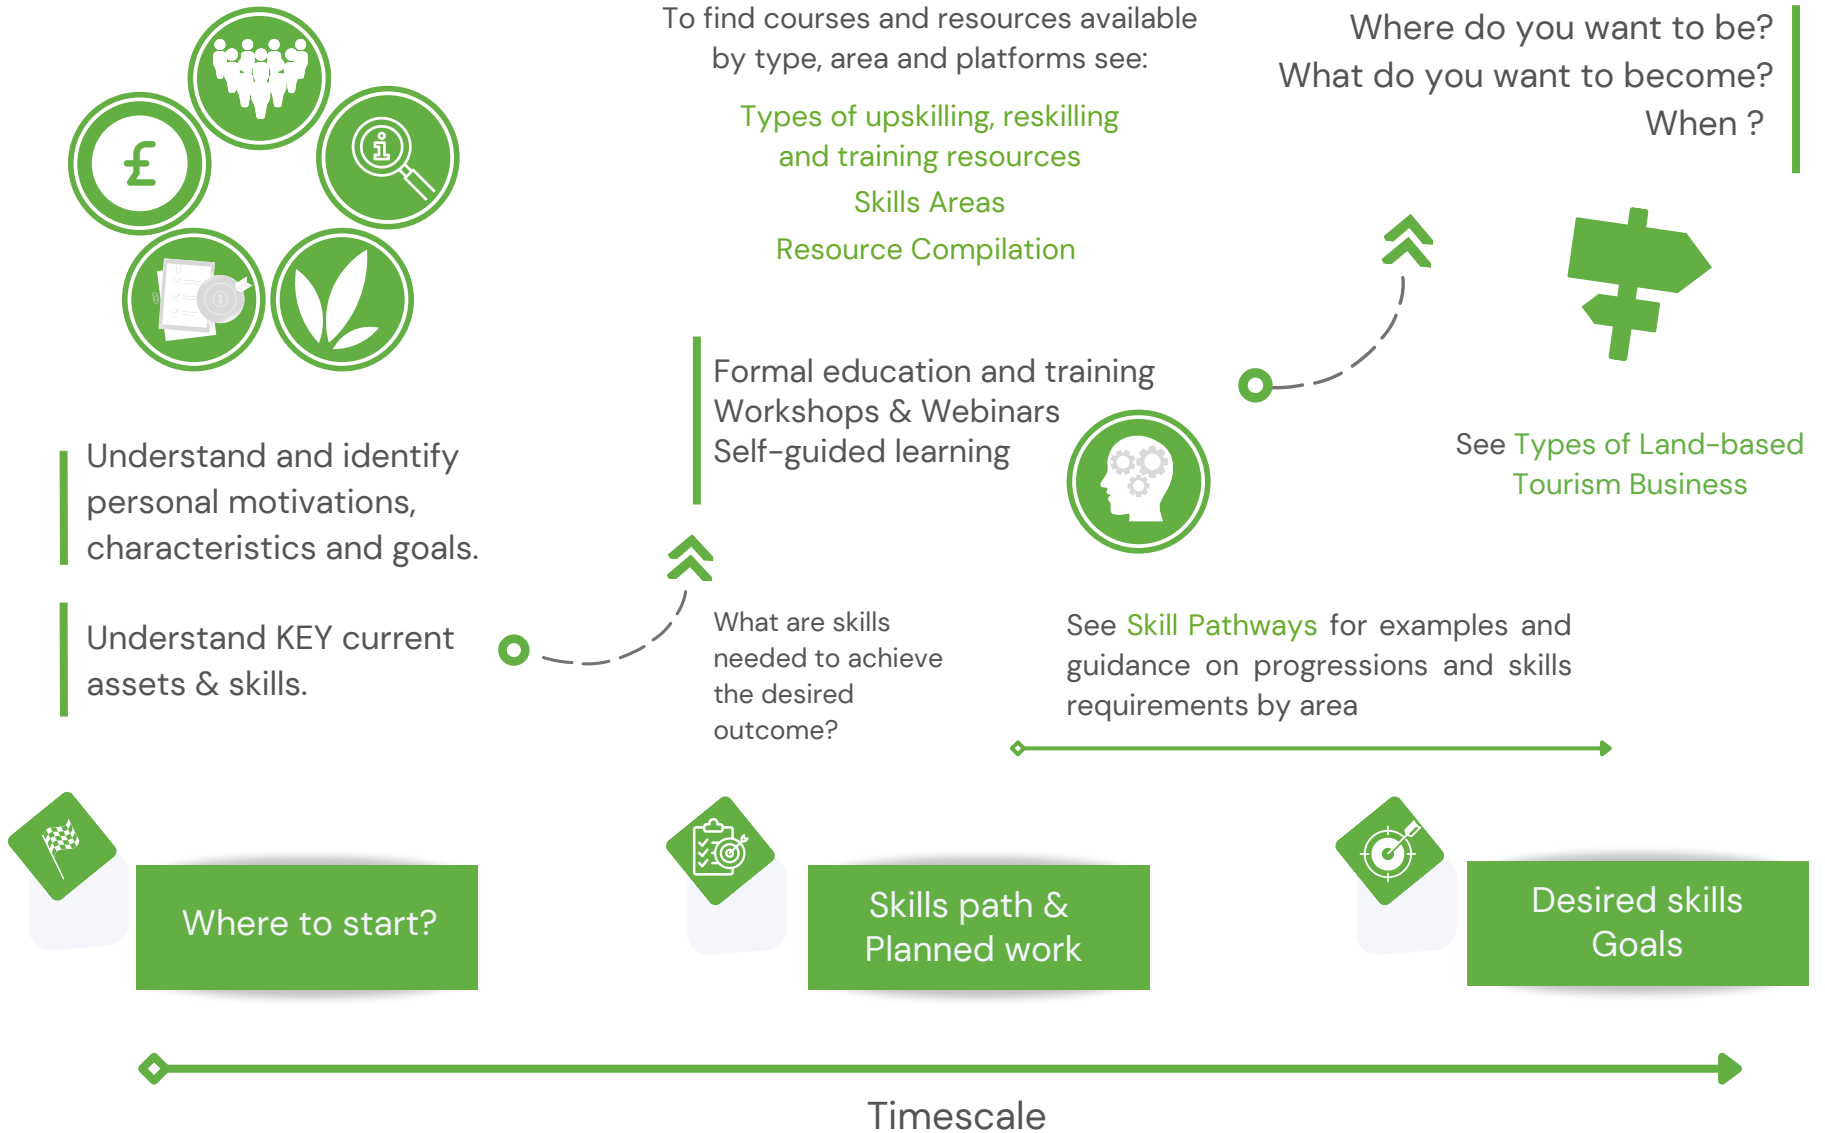 To find courses and resources available
by type, area and platforms see:
Types of upskilling, reskilling
and training resources
Skills Areas
Resource Compilation
Where do you want to be?
What do you want to become?
When ?
£
i
Formal education and training
Workshops & Webinars
Self-guided learning
See Types of Land-based
Tourism Business
Understand and identify
personal motivations,
characteristics and goals.
Understand KEY current
assets & skills.
What are skills
needed to achieve
the desired
outcome?
See Skill Pathways for examples and
guidance on progressions and skills
requirements by area
Where to start?
Skills path &
Planned work
Desired skills
Goals
Timescale